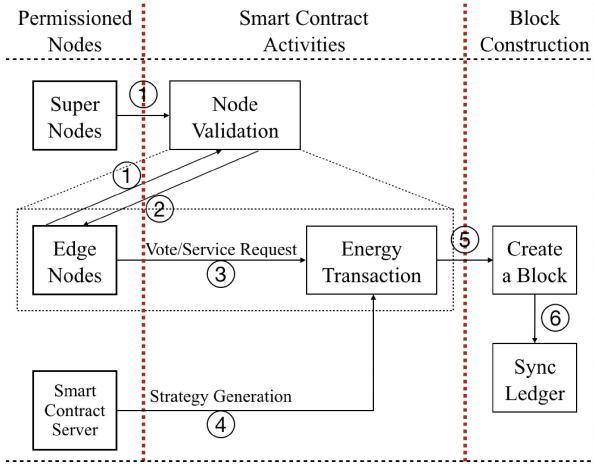 Permissioned
Nodes
Smart Contract
Activities
Block
Construction
Super
Nodes
1
Node
Validation
1
2
Edge
Nodes
Vote/Service Request
3
Energy
Transaction
5
Create
a Block
6
Sync
Ledger
Smart
Contract
Server
Strategy Generation
4